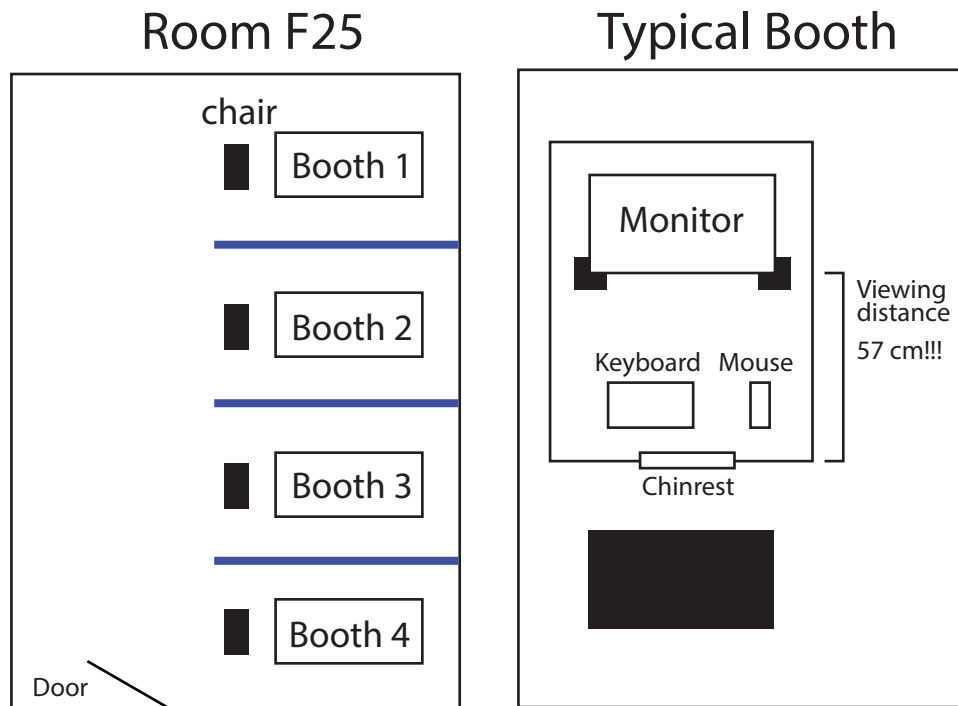 Room F25
chair
Booth 1
Booth 2
Booth 3
Booth 4
Door
Typical Booth
Monitor
Viewing
distance
57 cm!!!
Keyboard
Mouse
Chinrest